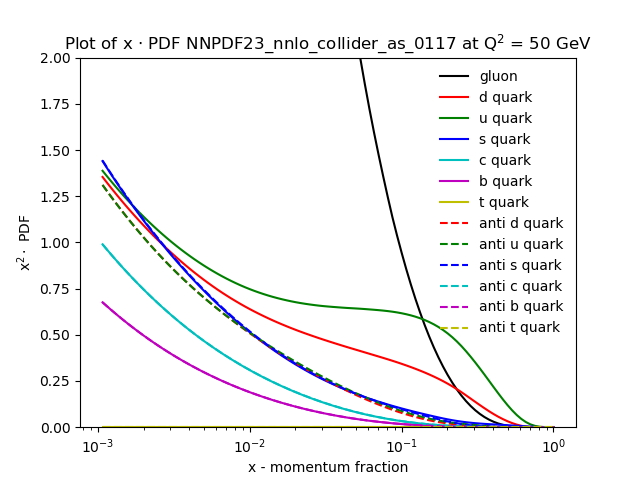 Plot of x · PDF NNPDF23_nnlo_collider_as_0117 at Q² = 50 GeV
2.00
1.75
1.50
1.25
1.00
0.75
0.50
0.25
0.00
x² · PDF
gluon
d quark
u quark
s quark
c quark
b quark
t quark
anti d quark
anti u quark
anti s quark
anti c quark
anti b quark
anti t quark
10⁻³ 10⁻² 10⁻¹ 10⁰
x - momentum fraction